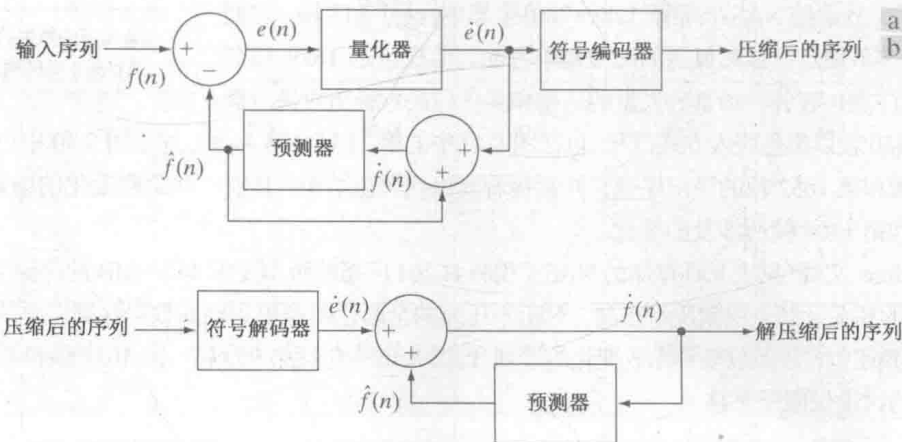 a
b
输入序列
f(n)
+
−
e(n)
量化器
ė(n)
符号编码器
压缩后的序列
f̂(n)
预测器
ḟ(n)
+
+
压缩后的序列
符号解码器
ė(n)
+
+
ḟ(n)
解压缩后的序列
f̂(n)
预测器